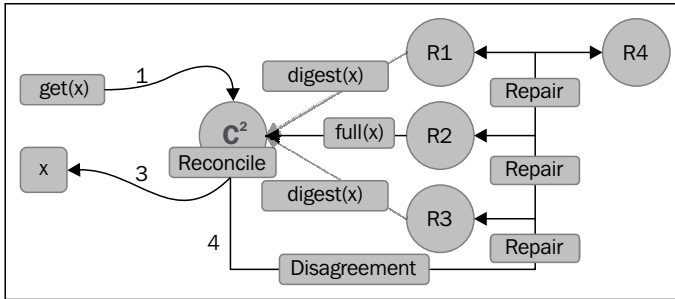 R1
R4
1
digest(x)
get(x)
Repair
C²
full(x)
R2
Reconcile
x
3
Repair
digest(x)
R3
4
Repair
Disagreement